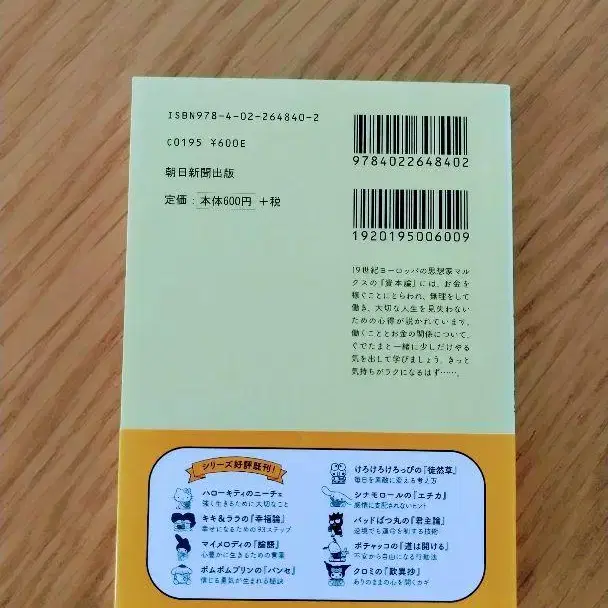 ISBN978-4-02-264840-2
C0195 ¥600E
朝日新聞出版
定価：本体600円 +税
9784022648402
1920195006009
19世紀ヨーロッパの思想家マル
クスの『資本論』には、お金を
稼ぐことにとらわれ、無理をして
働き、大切な人生を見失わない
ための心得が説かれています。
働くこととお金の関係について、
ぐでたまと一緒に少しだけやる
気を出して学びましょう。きっと
気持ちがラクになるはず……。
シリーズ好評既刊！
ハローキティのニーチェ
強く生きるために大切なこと
キキ＆ララの『幸福論』
幸せになるための93ステップ
マイメロディの『論語』
心豊かに生きるための言葉
ポムポムプリンの『パンセ』
信じる勇気が生まれる秘訣
けろけろけろっぴの『徒然草』
毎日を素敵に変える考え方
シナモロールの『エチカ』
感情に支配されないヒント
バッドばつ丸の『君主論』
逆境でも運命を制する技術
ポチャッコの『道は開ける』
不安から自由になる行動法
クロミの『歎異抄』
ありのままの心を開くカギ